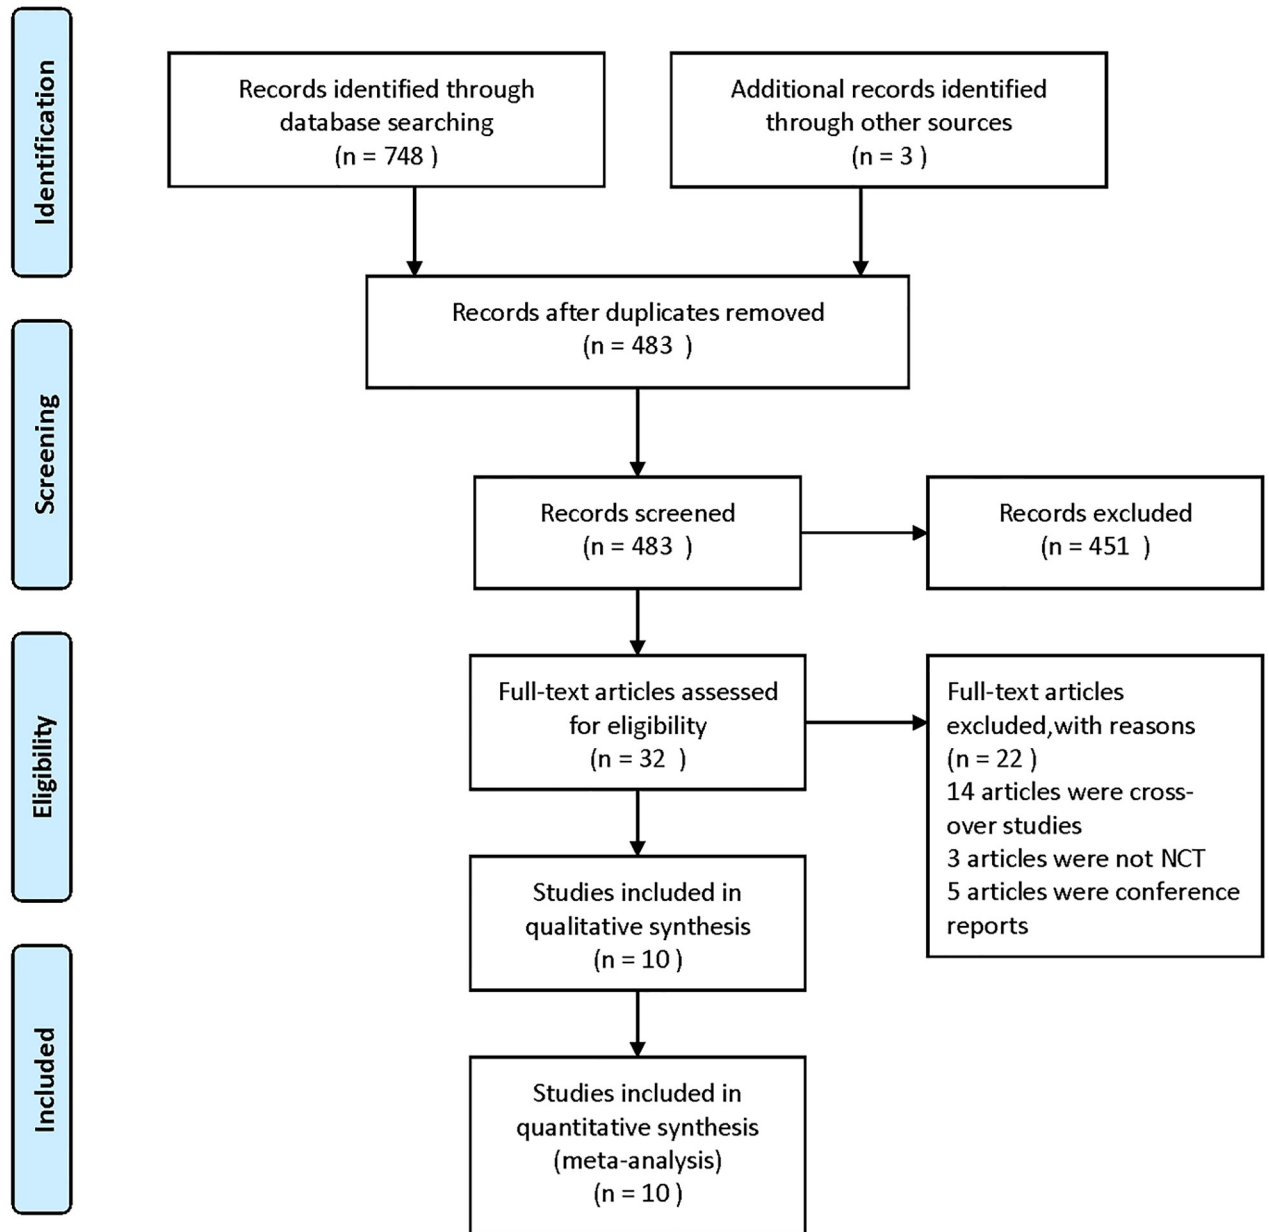 Identification
Records identified through
database searching
(n = 748 )
Additional records identified
through other sources
(n = 3 )
Records after duplicates removed
(n = 483 )
Screening
Records screened
(n = 483 )
Records excluded
(n = 451 )
Eligibility
Full-text articles assessed
for eligibility
(n = 32 )
Full-text articles
excluded,with reasons
(n = 22 )
14 articles were cross-
over studies
3 articles were not NCT
5 articles were conference
reports
Studies included in
qualitative synthesis
(n = 10 )
Included
Studies included in
quantitative synthesis
(meta-analysis)
(n = 10 )